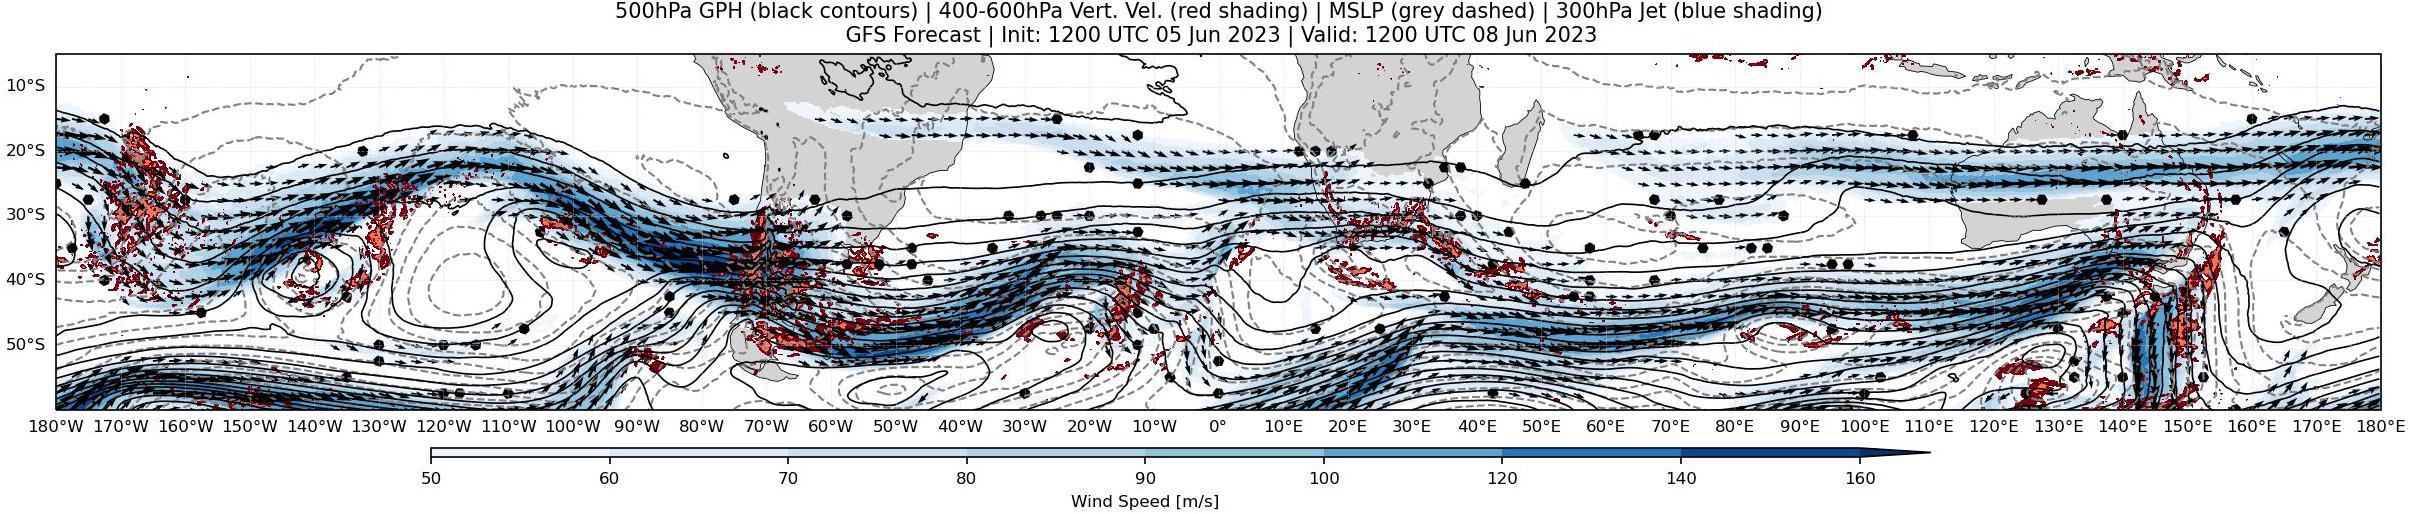 500hPa GPH (black contours) | 400-600hPa Vert. Vel. (red shading) | MSLP (grey dashed) | 300hPa Jet (blue shading)
GFS Forecast | Init: 1200 UTC 05 Jun 2023 | Valid: 1200 UTC 08 Jun 2023
10°S
20°S
30°S
40°S
50°S
180°W 170°W 160°W 150°W 140°W 130°W 120°W 110°W 100°W 90°W 80°W 70°W 60°W 50°W 40°W 30°W 20°W 10°W 0° 10°E 20°E 30°E 40°E 50°E 60°E 70°E 80°E 90°E 100°E 110°E 120°E 130°E 140°E 150°E 160°E 170°E 180°E
50 60 70 80 90 100 120 140 160
Wind Speed [m/s]